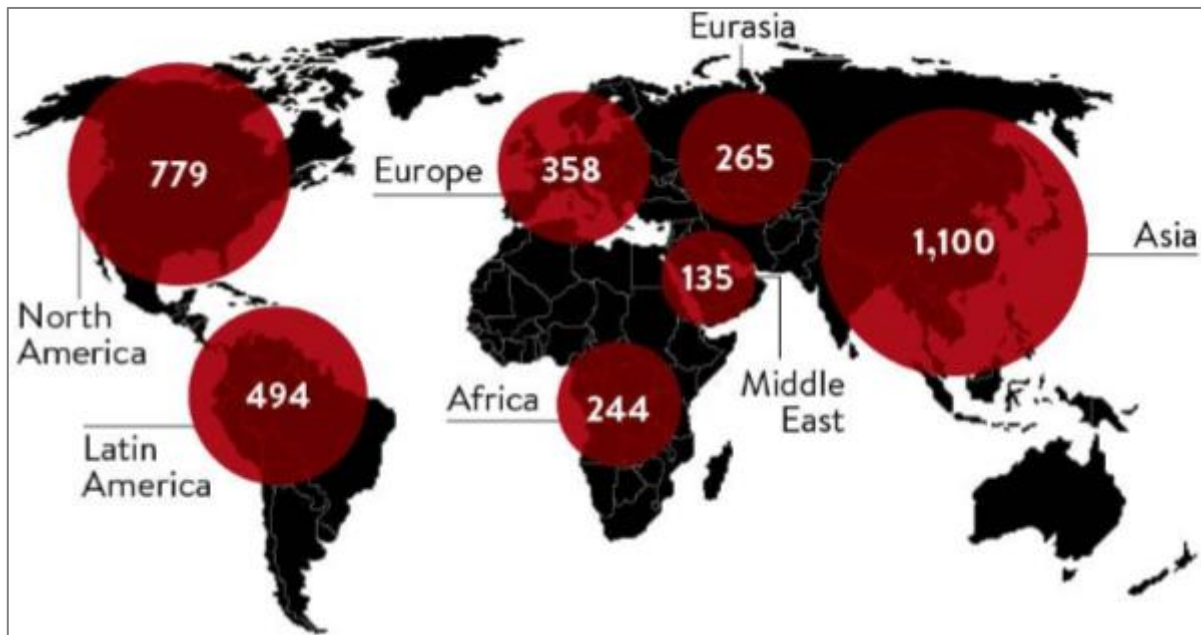 Eurasia
779
Europe
358
265
1,100
Asia
135
North
America
Middle
East
494
Africa
244
Latin
America